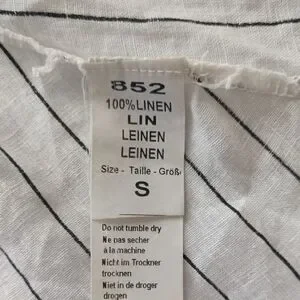 852
100%LINEN
LIN
LEINEN
LEINEN
Size - Taille - Größe
S
Do not tumble dry
Ne pas secher
à la machine
Nicht im Trockner
trocknen
Niet in de droger
drogen